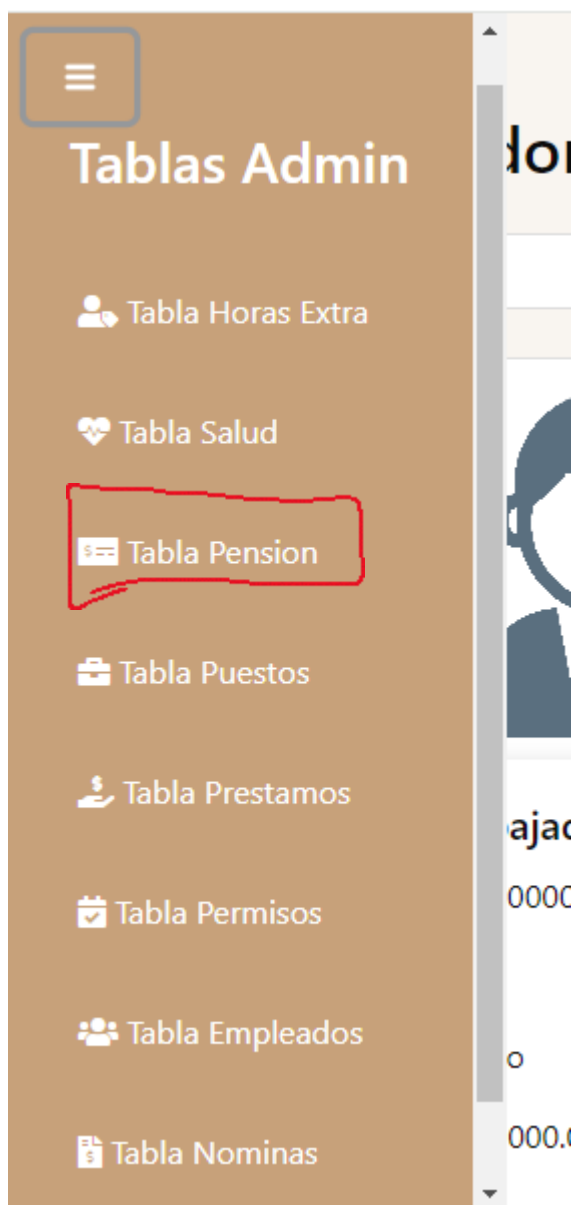 Tablas Admin
Tabla Horas Extra
Tabla Salud
Tabla Pension
Tabla Puestos
Tabla Prestamos
Tabla Permisos
Tabla Empleados
Tabla Nominas